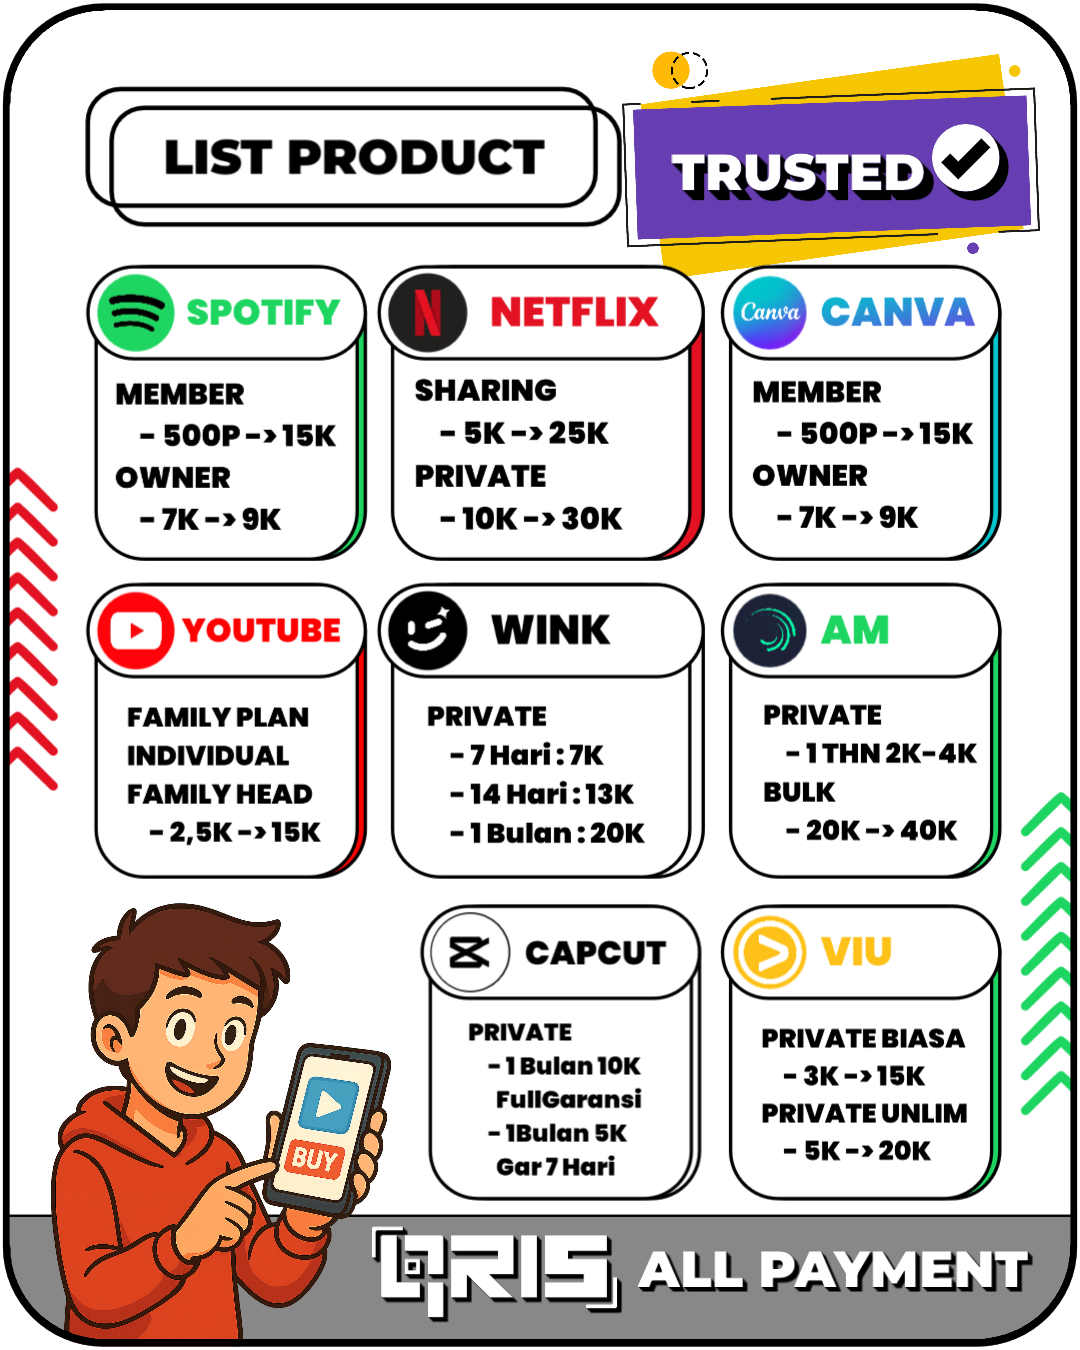 LIST PRODUCT
TRUSTED
SPOTIFY
MEMBER
- 500P -> 15K
OWNER
- 7K -> 9K
N NETFLIX
SHARING
- 5K -> 25K
PRIVATE
- 10K -> 30K
Canva CANVA
MEMBER
- 500P -> 15K
OWNER
- 7K -> 9K
YOUTUBE
FAMILY PLAN
INDIVIDUAL
FAMILY HEAD
- 2,5K -> 15K
WINK
PRIVATE
- 7 Hari : 7K
- 14 Hari : 13K
- 1 Bulan : 20K
AM
PRIVATE
- 1 THN 2K-4K
BULK
- 20K -> 40K
CAPCUT
PRIVATE
- 1 Bulan 10K
FullGaransi
- 1Bulan 5K
Gar 7 Hari
VIU
PRIVATE BIASA
- 3K -> 15K
PRIVATE UNLIM
- 5K -> 20K
BUY
QRIS ALL PAYMENT